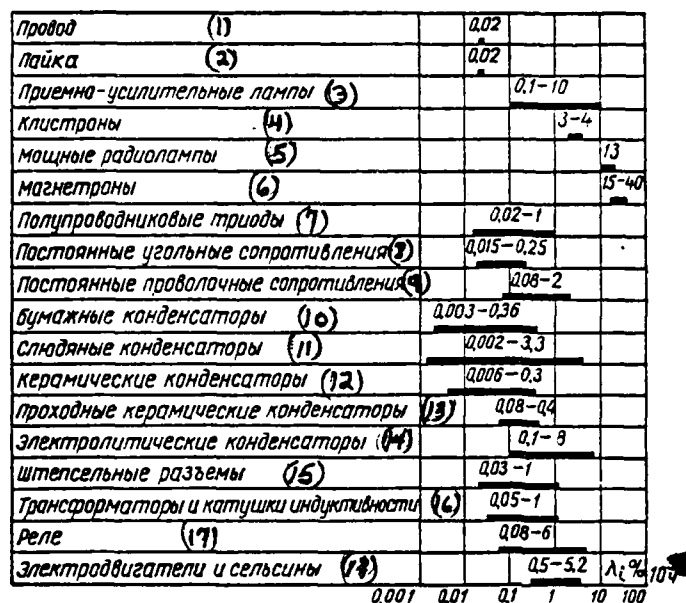 Провод (1) 0,02
Пайка (2) 0,02
Приемно-усилительные лампы (3) 0,1-10
Клистроны (4) 3-4
Мощные радиолампы (5) 13
Магнетроны (6) 15-40
Полупроводниковые триоды (7) 0,02-1
Постоянные угольные сопротивления (8) 0,015-0,25
Постоянные проволочные сопротивления (9) 0,08-2
Бумажные конденсаторы (10) 0,003-0,36
Слюдяные конденсаторы (11) 0,002-3,3
Керамические конденсаторы (12) 0,006-0,3
Проходные керамические конденсаторы (13) 0,08-0,4
Электролитические конденсаторы (14) 0,1-8
Штепсельные разъемы (15) 0,03-1
Трансформаторы и катушки индуктивности (16) 0,05-1
Реле (17) 0,08-6
Электродвигатели и сельсины (18) 0,5-5,2 λi % 10ч
0.001 0.01 0.1 1 10 100